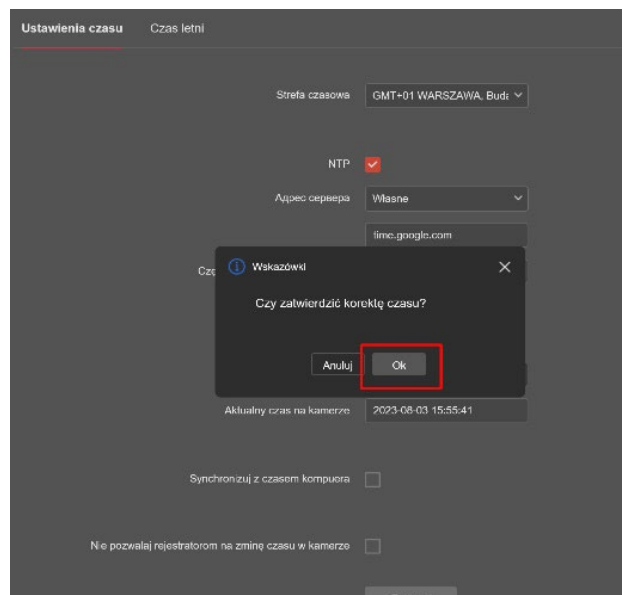 Ustawienia czasu Czas letni
Strefa czasowa GMT+01 WARSZAWA, Buda
NTP
Адрес сервера Własne
time.google.com
Czę
Wskazówki
Czy zatwierdzić korektę czasu?
Anuluj Ok
Aktualny czas na kamerze 2023-08-03 15:55:41
Synchronizuj z czasem kompuera
Nie pozwalaj rejestratorom na zminę czasu w kamerze